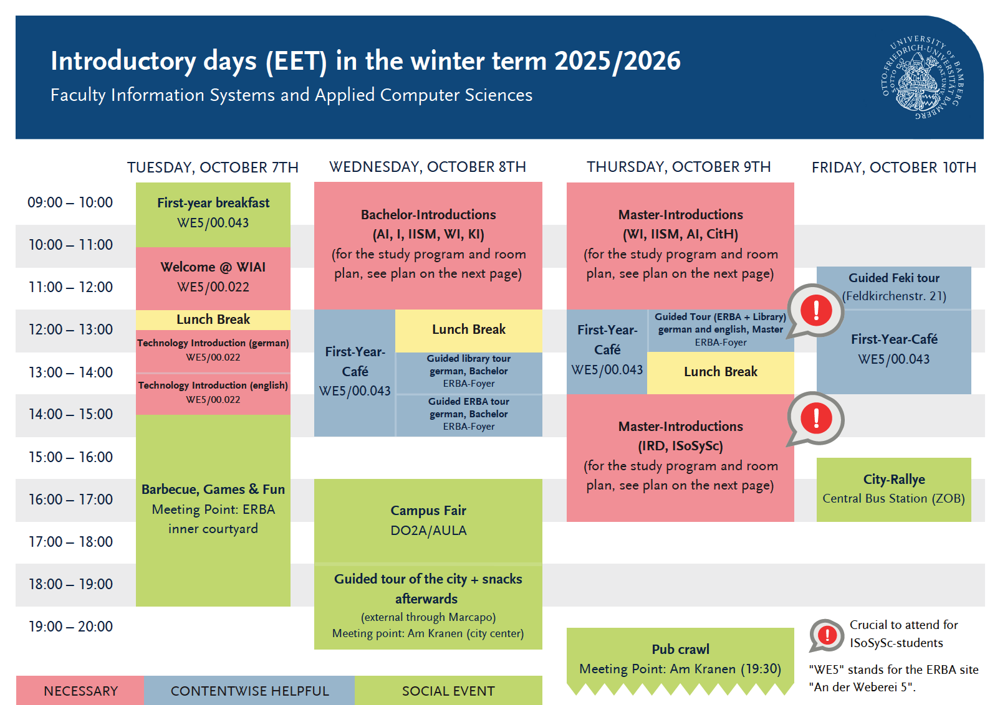 Introductory days (EET) in the winter term 2025/2026
Faculty Information Systems and Applied Computer Sciences
OTTO-FRIEDRICH-UNIVERSITÄT BAMBERG
UNIVERSITY OF BAMBERG
TUESDAY, OCTOBER 7TH
WEDNESDAY, OCTOBER 8TH
THURSDAY, OCTOBER 9TH
FRIDAY, OCTOBER 10TH
09:00 – 10:00
10:00 – 11:00
11:00 – 12:00
12:00 – 13:00
13:00 – 14:00
14:00 – 15:00
15:00 – 16:00
16:00 – 17:00
17:00 – 18:00
18:00 – 19:00
19:00 – 20:00
First-year breakfast
WE5/00.043
Welcome @ WIAI
WE5/00.022
Lunch Break
Technology Introduction (german)
WE5/00.022
Technology Introduction (english)
WE5/00.022
Barbecue, Games & Fun
Meeting Point: ERBA
inner courtyard
Bachelor-Introductions
(AI, I, IISM, WI, KI)
(for the study program and room
plan, see plan on the next page)
First-Year-
Café
WE5/00.043
Lunch Break
Guided library tour
german, Bachelor
ERBA-Foyer
Guided ERBA tour
german, Bachelor
ERBA-Foyer
Campus Fair
DO2A/AULA
Guided tour of the city + snacks
afterwards
(external through Marcapo)
Meeting point: Am Kranen (city center)
Master-Introductions
(WI, IISM, AI, CitH)
(for the study program and room
plan, see plan on the next page)
First-Year-
Café
WE5/00.043
Guided Tour (ERBA + Library)
german and english, Master
ERBA-Foyer
Lunch Break
Master-Introductions
(IRD, ISoSySc)
(for the study program and room
plan, see plan on the next page)
Pub crawl
Meeting Point: Am Kranen (19:30)
Guided Feki tour
(Feldkirchenstr. 21)
!
First-Year-Café
WE5/00.043
!
City-Rallye
Central Bus Station (ZOB)
!
Crucial to attend for
ISoSySc-students
"WE5" stands for the ERBA site
"An der Weberei 5".
NECESSARY
CONTENTWISE HELPFUL
SOCIAL EVENT